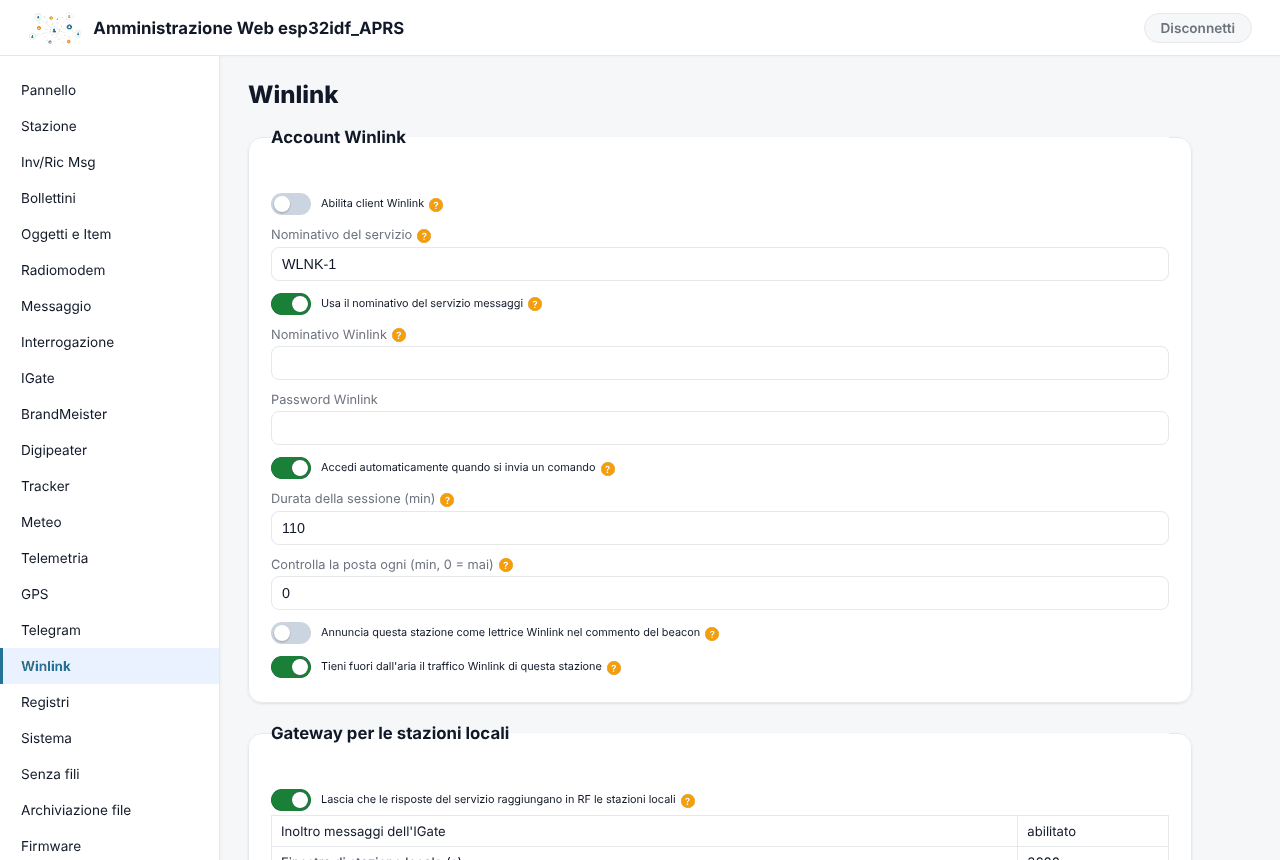 Amministrazione Web esp32idf_APRS
Disconnetti
Pannello
Stazione
Inv/Ric Msg
Bollettini
Oggetti e Item
Radiomodem
Messaggio
Interrogazione
IGate
BrandMeister
Digipeater
Tracker
Meteo
Telemetria
GPS
Telegram
Winlink
Registri
Sistema
Senza fili
Archiviazione file
Firmware
Winlink
Account Winlink
Abilita client Winlink ?
Nominativo del servizio ?
WLNK-1
Usa il nominativo del servizio messaggi ?
Nominativo Winlink ?
Password Winlink
Accedi automaticamente quando si invia un comando ?
Durata della sessione (min) ?
110
Controlla la posta ogni (min, 0 = mai) ?
0
Annuncia questa stazione come lettrice Winlink nel commento del beacon ?
Tieni fuori dall'aria il traffico Winlink di questa stazione ?
Gateway per le stazioni locali
Lascia che le risposte del servizio raggiungano in RF le stazioni locali ?
Inoltro messaggi dell'IGate abilitato